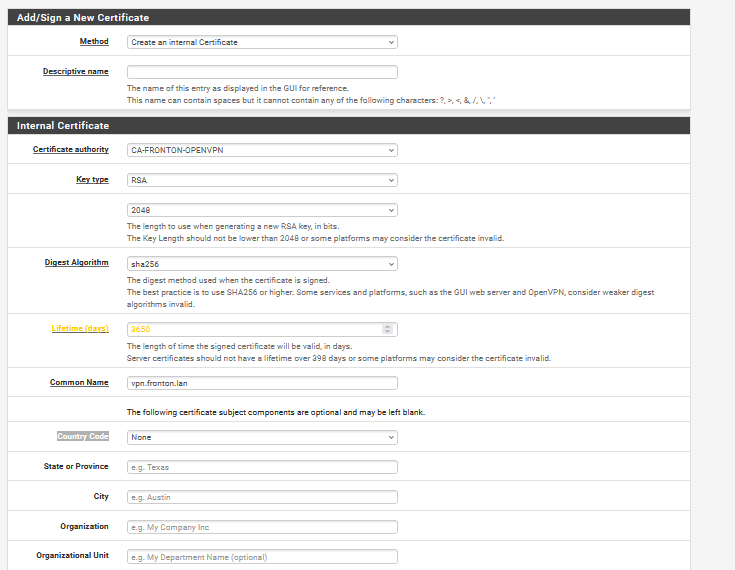 Add/Sign a New Certificate
Method Create an internal Certificate
Descriptive name
The name of this entry as displayed in the GUI for reference.
This name can contain spaces but it cannot contain any of the following characters: ?, >, <, &, /, \, ", '
Internal Certificate
Certificate authority CA-FRONTON-OPENVPN
Key type RSA
2048
The length to use when generating a new RSA key, in bits.
The Key Length should not be lower than 2048 or some platforms may consider the certificate invalid.
Digest Algorithm sha256
The digest method used when the certificate is signed.
The best practice is to use SHA256 or higher. Some services and platforms, such as the GUI web server and OpenVPN, consider weaker digest
algorithms invalid.
Lifetime (days) 3650
The length of time the signed certificate will be valid, in days.
Server certificates should not have a lifetime over 398 days or some platforms may consider the certificate invalid.
Common Name vpn.fronton.lan
The following certificate subject components are optional and may be left blank.
Country Code None
State or Province e.g. Texas
City e.g. Austin
Organization e.g. My Company Inc
Organizational Unit e.g. My Department Name (optional)